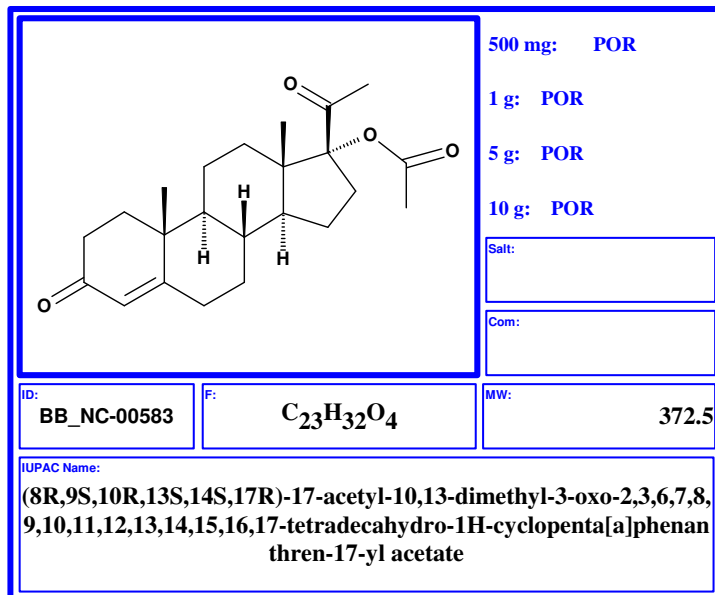 O
O
O
O
H
H
H
500 mg: POR
1 g: POR
5 g: POR
10 g: POR
Salt:
Com:
ID:
BB_NC-00583
F:
C23H32O4
MW:
372.5
IUPAC Name:
(8R,9S,10R,13S,14S,17R)-17-acetyl-10,13-dimethyl-3-oxo-2,3,6,7,8,
9,10,11,12,13,14,15,16,17-tetradecahydro-1H-cyclopenta[a]phenan
thren-17-yl acetate